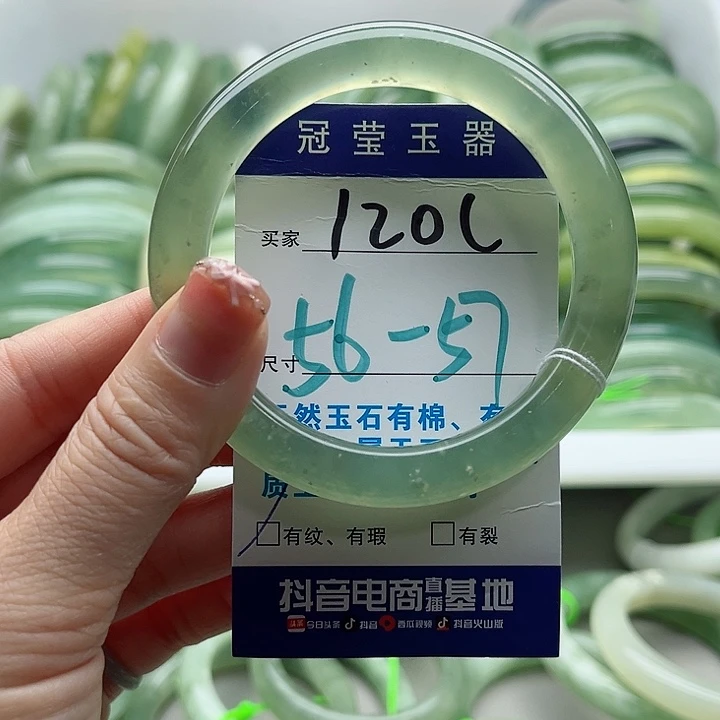 冠莹玉器
买家 120L
尺寸 56-57
然玉石有棉、有
质
有纹、有瑕 有裂
抖音电商直播基地
今日头条 抖音 西瓜视频 抖音火山版